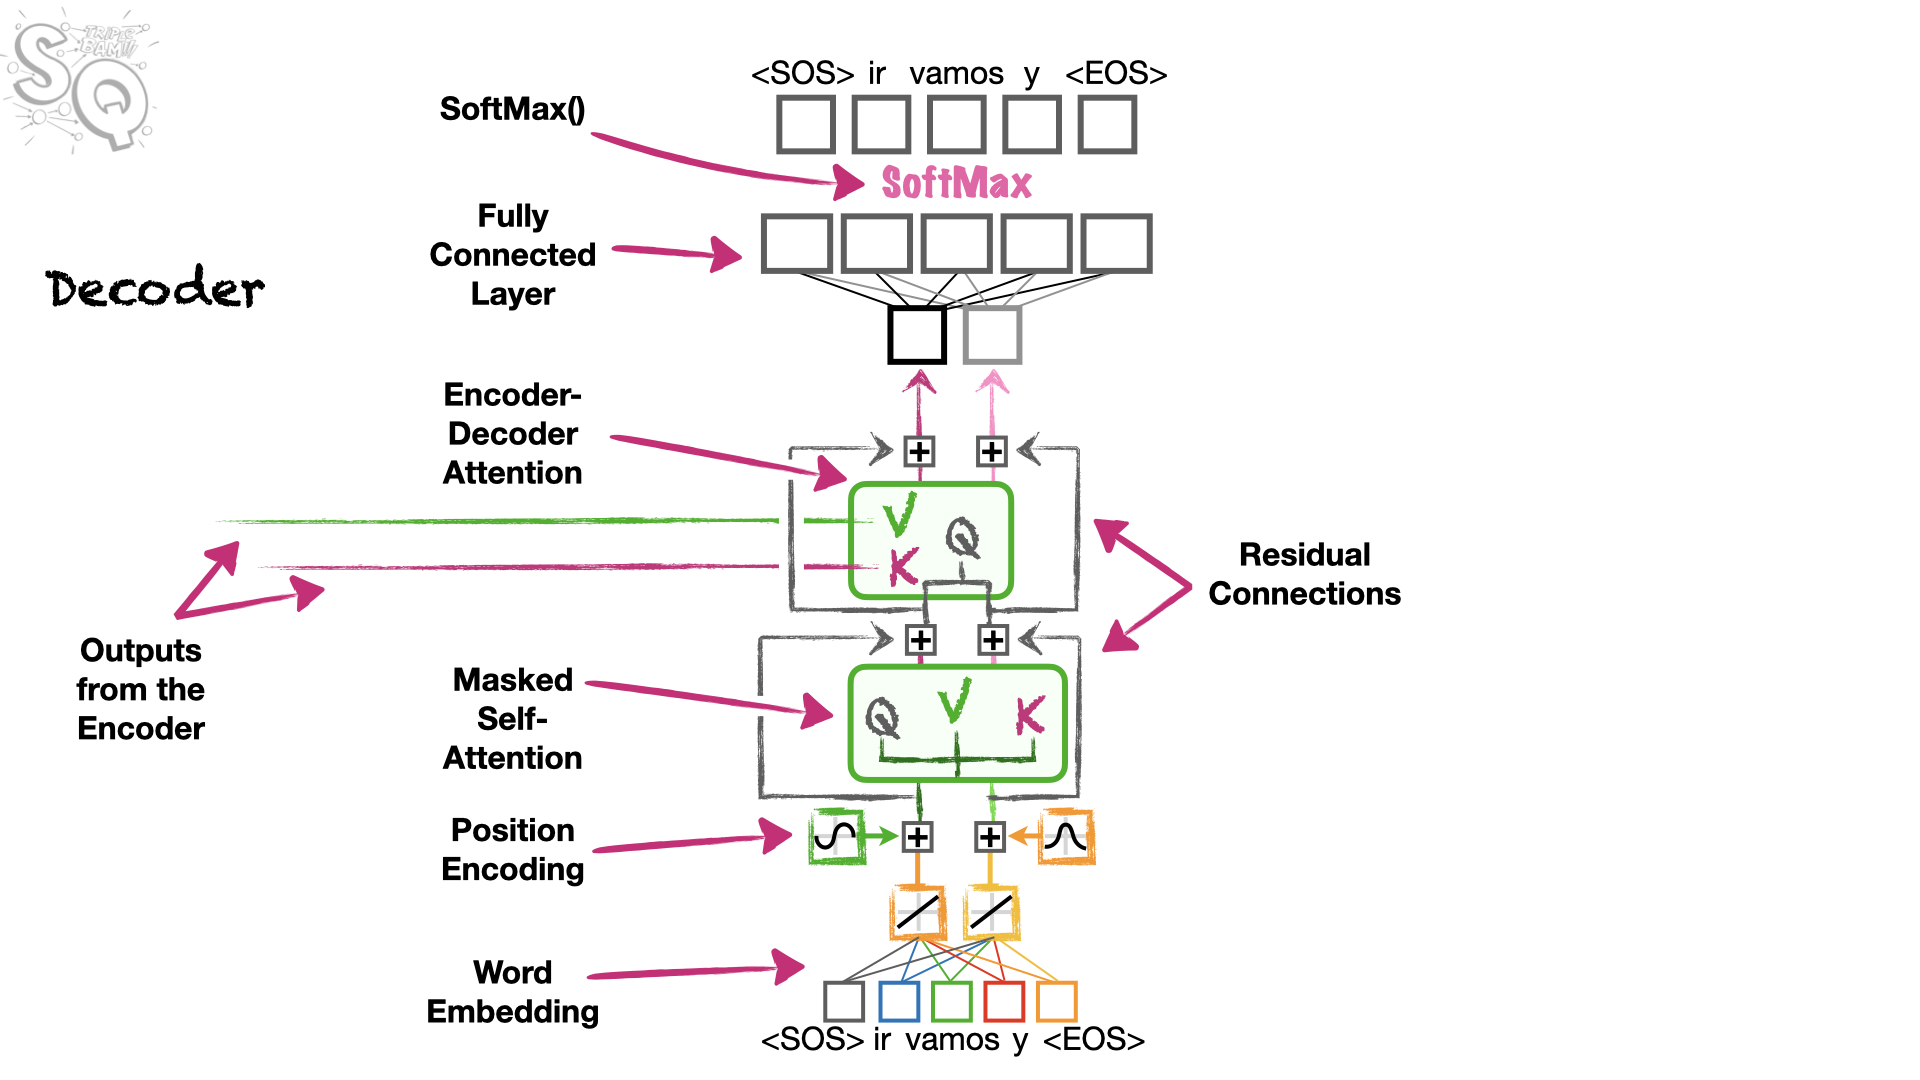 TRIPLE
BAM!!!
SQ
<SOS> ir vamos y <EOS>
SoftMax()
SoftMax
Fully
Connected
Layer
Decoder
Encoder-
Decoder
Attention
+ +
V
Q
K
Residual
Connections
Outputs
from the
Encoder
+ +
Masked
Self-
Attention
Q V K
Position
Encoding
+ +
Word
Embedding
<SOS> ir vamos y <EOS>